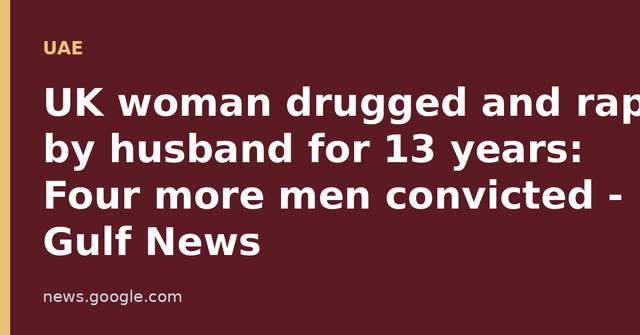 UAE
UK woman drugged and rap
by husband for 13 years:
Four more men convicted -
Gulf News
news.google.com